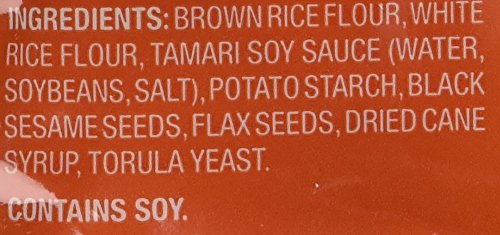 INGREDIENTS: BROWN RICE FLOUR, WHITE
RICE FLOUR, TAMARI SOY SAUCE (WATER,
SOYBEANS, SALT), POTATO STARCH, BLACK
SESAME SEEDS, FLAX SEEDS, DRIED CANE
SYRUP, TORULA YEAST.
CONTAINS SOY.